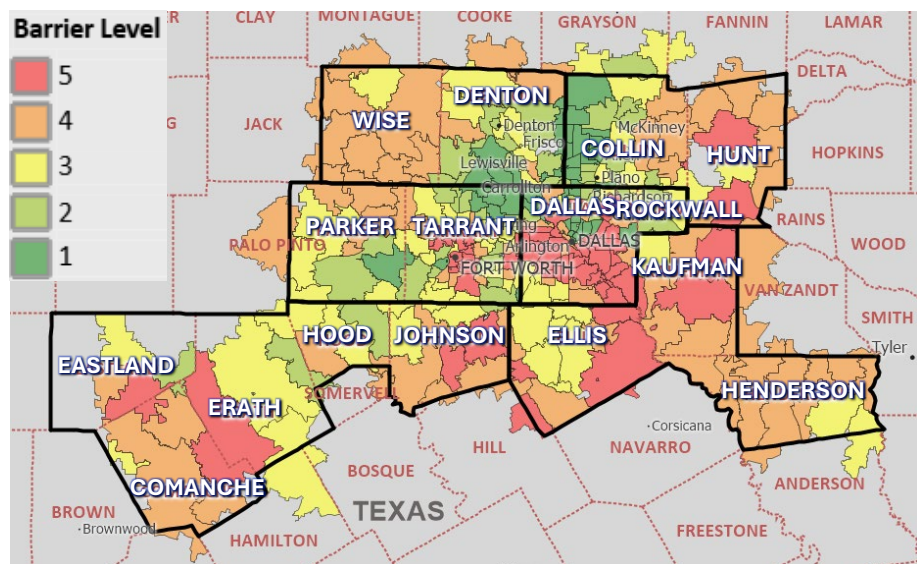 Barrier Level
5
4
3
2
1
CLAY
MONTAGUE
COOKE
GRAYSON
FANNIN
LAMAR
DELTA
JACK
WISE
DENTON
Denton
Frisco
McKinney
COLLIN
HUNT
HOPKINS
Lewisville
Carrollton
Plano
Richardson
DALLAS
ROCKWALL
RAINS
PARKER
TARRANT
PALO PINTO
Arlington
DALLAS
FORT WORTH
KAUFMAN
WOOD
VAN ZANDT
SMITH
Tyler
EASTLAND
HOOD
JOHNSON
ELLIS
ERATH
SOMERVELL
HENDERSON
Corsicana
HILL
NAVARRO
BOSQUE
ANDERSON
COMANCHE
BROWN
Brownwood
TEXAS
HAMILTON
FREESTONE